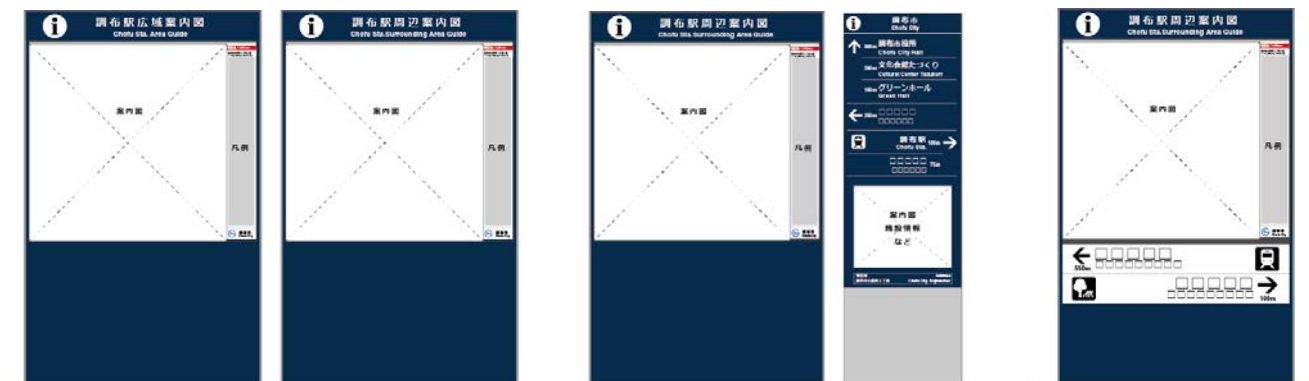 調布駅広域案内図
Chofu Sta. Area Guide
案内図
凡例
調布駅周辺案内図
Chofu Sta.Surrounding Area Guide
案内図
凡例
調布駅周辺案内図
Chofu Sta.Surrounding Area Guide
案内図
凡例
調布市
Chofu City
調布市役所
Chofu City Hall
文化会館たづくり
Cultural Center Tazukuri
グリーンホール
Green Hall
調布駅
Chofu Sta.
100m
75m
案内図
施設情報
など
調布駅周辺案内図
Chofu Sta.Surrounding Area Guide
案内図
凡例
550m
100m